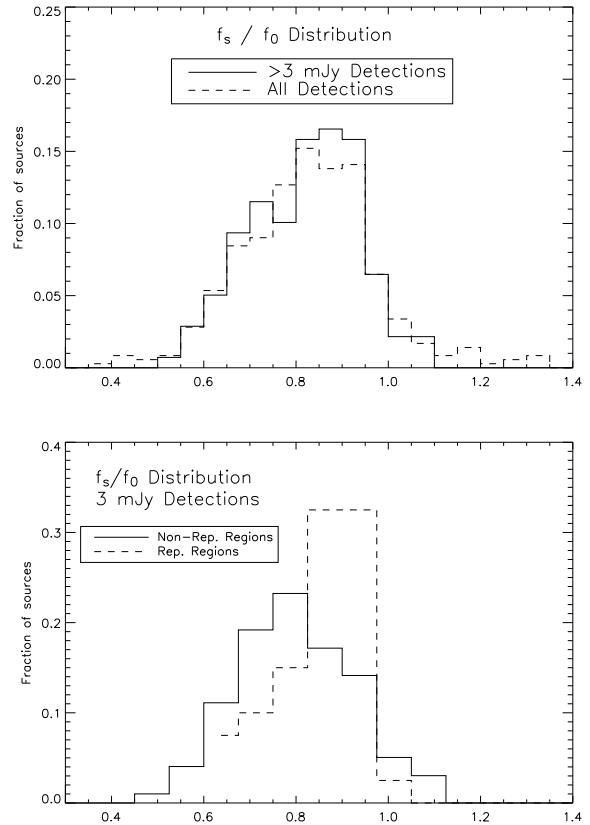 0.25
f_s / f_0 Distribution
>3 mJy Detections
All Detections
0.20
0.15
0.10
0.05
0.00
Fraction of sources
0.4 0.6 0.8 1.0 1.2 1.4
0.4
f_s/f_0 Distribution
3 mJy Detections
Non-Rep. Regions
Rep. Regions
0.3
0.2
0.1
0.0
Fraction of sources
0.4 0.6 0.8 1.0 1.2 1.4